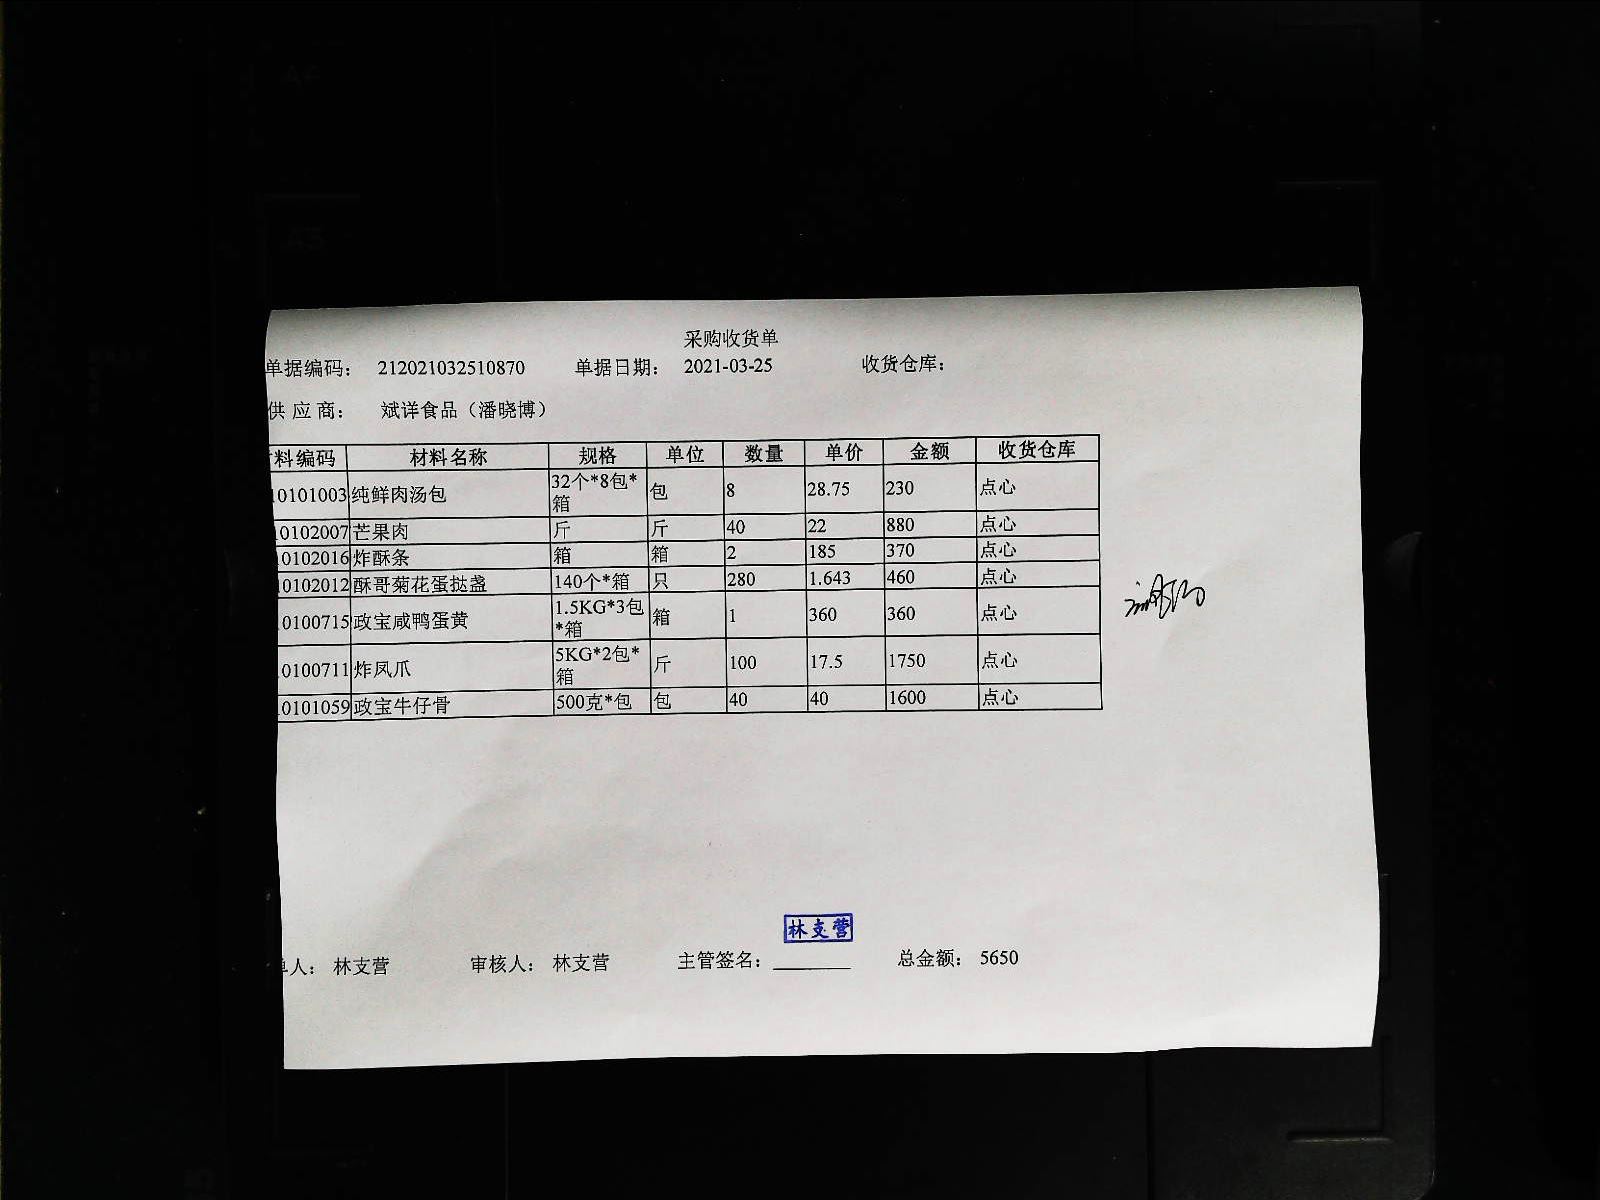 采购收货单
单据编码： 212021032510870 单据日期： 2021-03-25 收货仓库：
供 应 商： 斌详食品（潘晓博）
料编码 材料名称 规格 单位 数量 单价 金额 收货仓库
10101003 纯鲜肉汤包 32个*8包*箱 包 8 28.75 230 点心
10102007 芒果肉 斤 斤 40 22 880 点心
10102016 炸酥条 箱 箱 2 185 370 点心
10102012 酥哥菊花蛋挞盏 140个*箱 只 280 1.643 460 点心
0100715 政宝咸鸭蛋黄 1.5KG*3包*箱 箱 1 360 360 点心
0100711 炸凤爪 5KG*2包*箱 斤 100 17.5 1750 点心
0101059 政宝牛仔骨 500克*包 包 40 40 1600 点心
林支营
单人： 林支营 审核人： 林支营 主管签名： 总金额： 5650